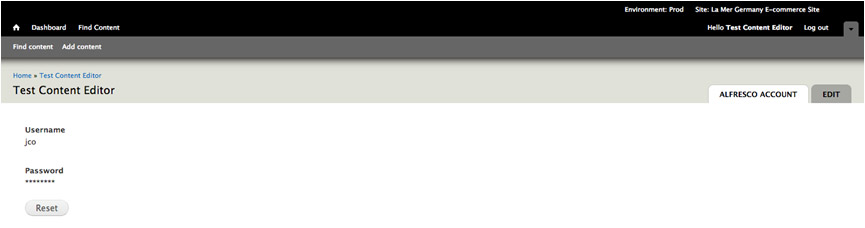 Environment: Prod Site: La Mer Germany E-commerce Site
Dashboard Find Content Hello Test Content Editor Log out
Find content Add content
Home » Test Content Editor
Test Content Editor
ALFRESCO ACCOUNT EDIT
Username
jco
Password
********
Reset